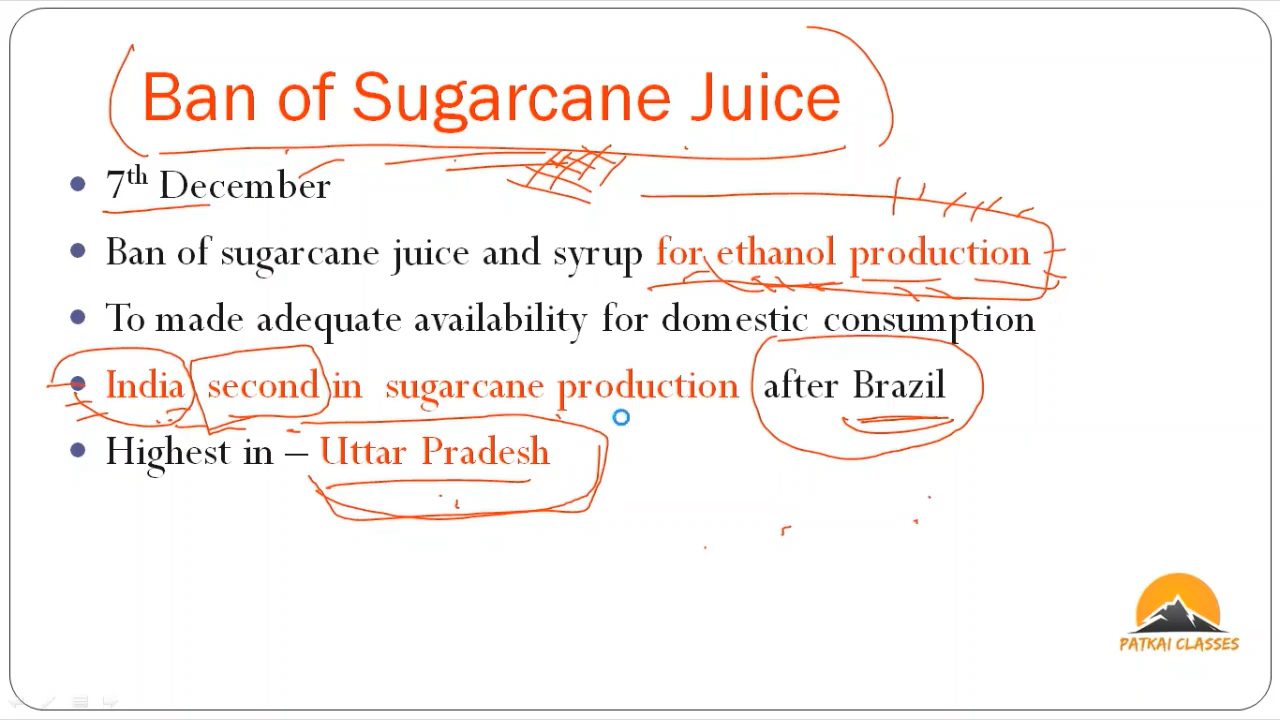 Ban of Sugarcane Juice
7th December
Ban of sugarcane juice and syrup for ethanol production
To made adequate availability for domestic consumption
India second in sugarcane production after Brazil
Highest in – Uttar Pradesh
PATKAI CLASSES